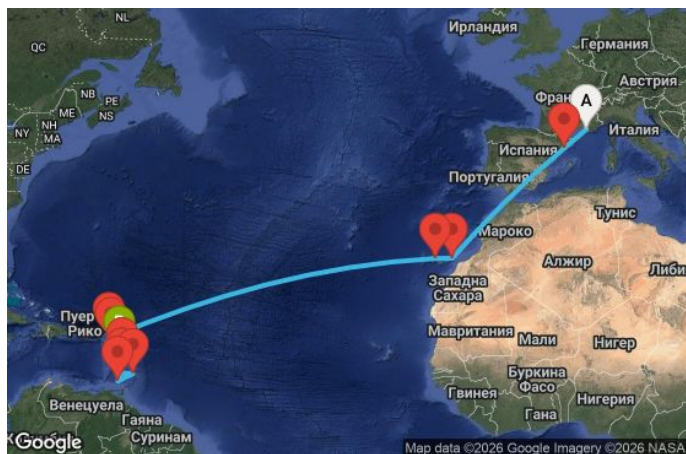 NL
QC
NB
PE
ME
NS
NY
NH
MA
DE
Ирландия
Германия
Австрия
A
Италия
Испания
Португалия
Тунис
Мароко
Алжир
Западна
Сахара
Мавритания
Мали
Нигер
Буркина
Фасо
Гвинея
Гана
Нигерия
Пуер
Рико
Венецуела
Гаяна
Суринам
Google
Map data ©2026 Google Imagery ©2026 NASA